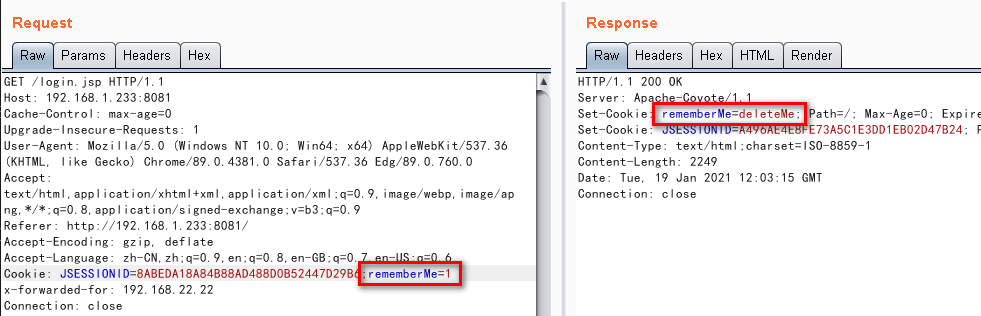 Request
Raw Params Headers Hex
GET /login.jsp HTTP/1.1
Host: 192.168.1.233:8081
Cache-Control: max-age=0
Upgrade-Insecure-Requests: 1
User-Agent: Mozilla/5.0 (Windows NT 10.0; Win64; x64) AppleWebKit/537.36
(KHTML, like Gecko) Chrome/89.0.4381.0 Safari/537.36 Edg/89.0.760.0
Accept:
text/html,application/xhtml+xml,application/xml;q=0.9,image/webp,image/ap
ng,*/*;q=0.8,application/signed-exchange;v=b3;q=0.9
Referer: http://192.168.1.233:8081/
Accept-Encoding: gzip, deflate
Accept-Language: zh-CN,zh;q=0.9,en;q=0.8,en-GB;q=0.7,en-US;q=0.6
Cookie: JSESSIONID=8ABEDA18A84B88AD488D0B52447D29B6;rememberMe=1
x-forwarded-for: 192.168.22.22
Connection: close
Response
Raw Headers Hex HTML Render
HTTP/1.1 200 OK
Server: Apache-Coyote/1.1
Set-Cookie: rememberMe=deleteMe; Path=/; Max-Age=0; Expire
Set-Cookie: JSESSIONID=A496AE4E8FE73A5C1E3DD1EB02D47B24; P
Content-Type: text/html;charset=ISO-8859-1
Content-Length: 2249
Date: Tue, 19 Jan 2021 12:03:15 GMT
Connection: close